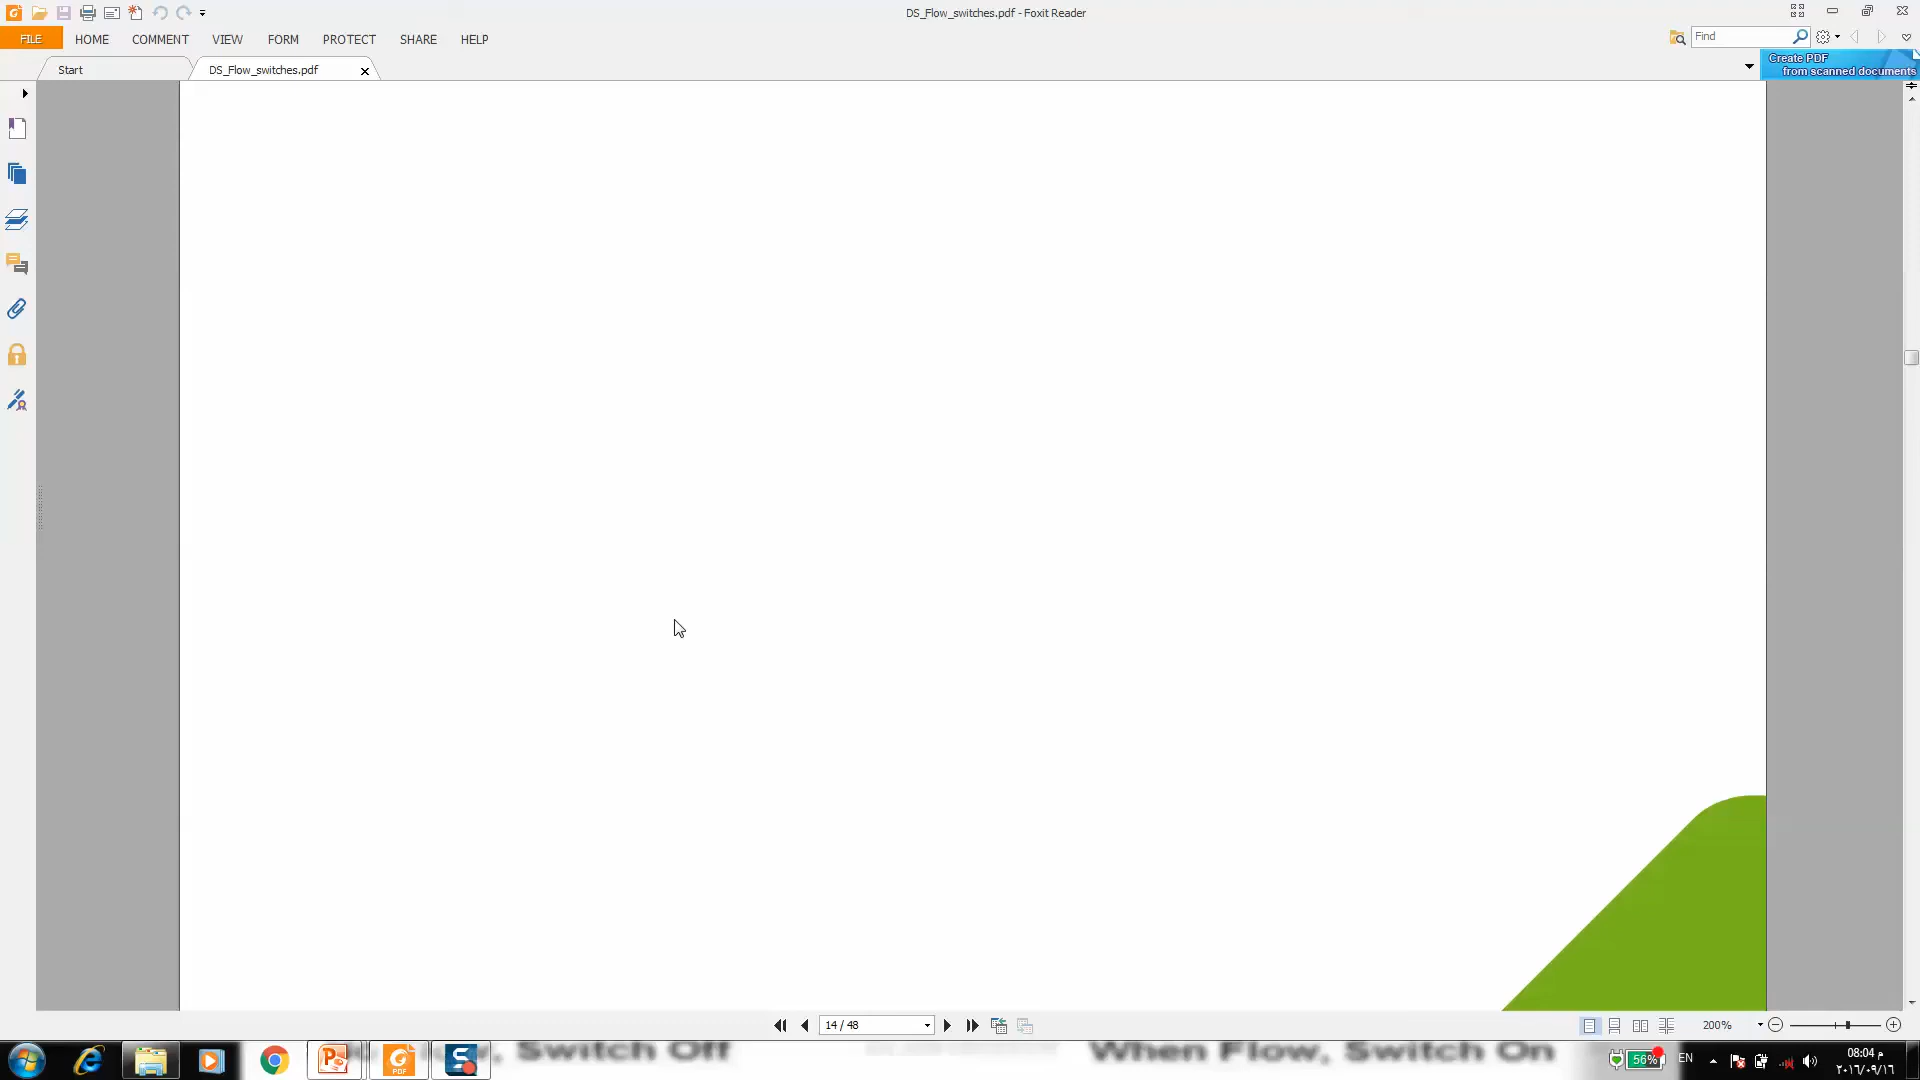 DS_Flow_switches.pdf - Foxit Reader
FILE HOME COMMENT VIEW FORM PROTECT SHARE HELP
Find
Start
DS_Flow_switches.pdf
Create PDF
from scanned documents
14 / 48
200%
, Switch Off
When Flow, Switch On
PDF
56%
EN
08:04 م
٢٠١٦/٠٩/١٦